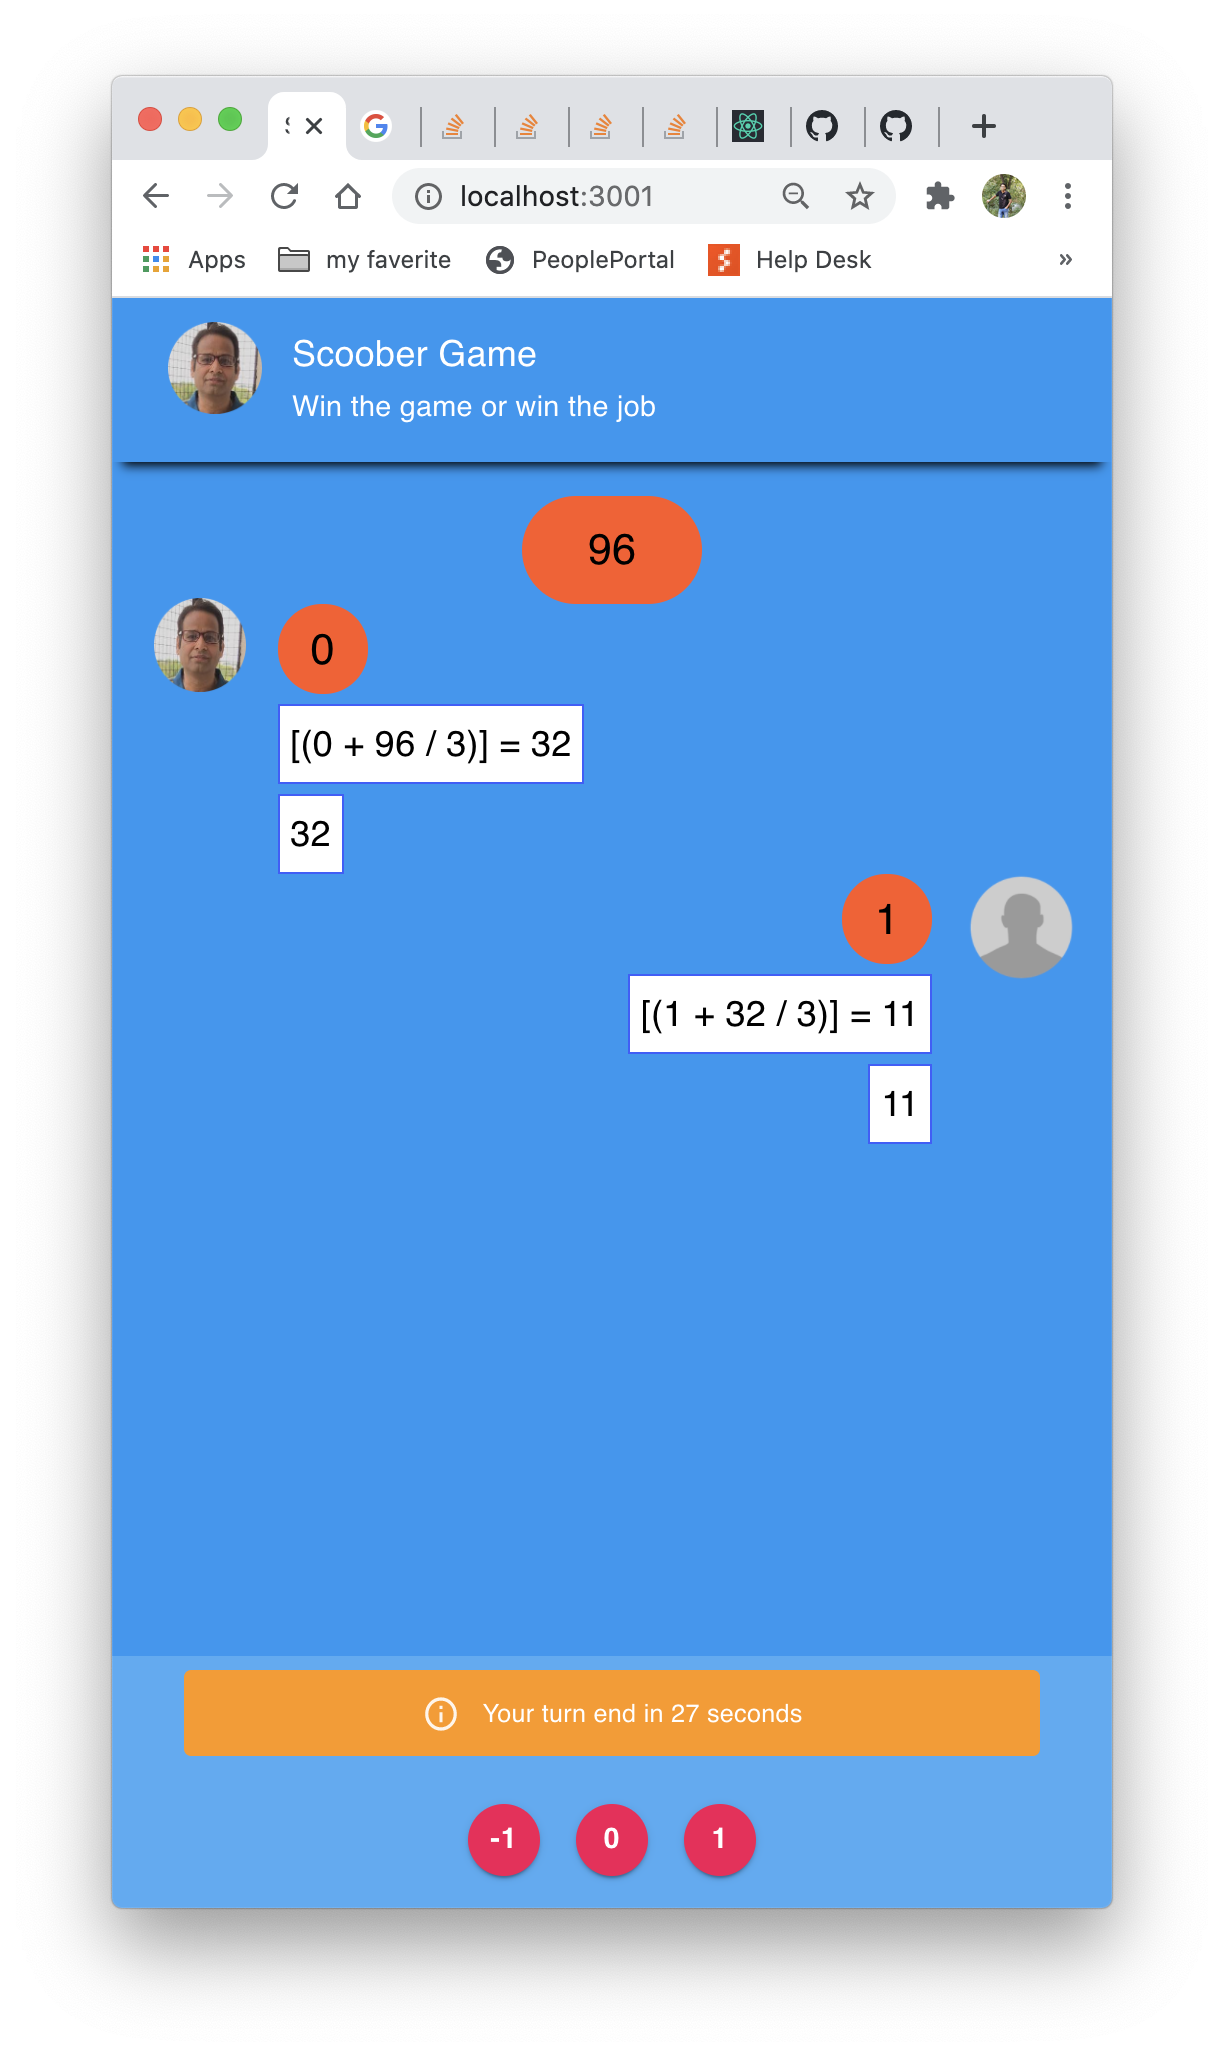 localhost:3001
Apps my faverite PeoplePortal Help Desk »
Scoober Game
Win the game or win the job
96
0
[(0 + 96 / 3)] = 32
32
1
[(1 + 32 / 3)] = 11
11
Your turn end in 27 seconds
-1 0 1